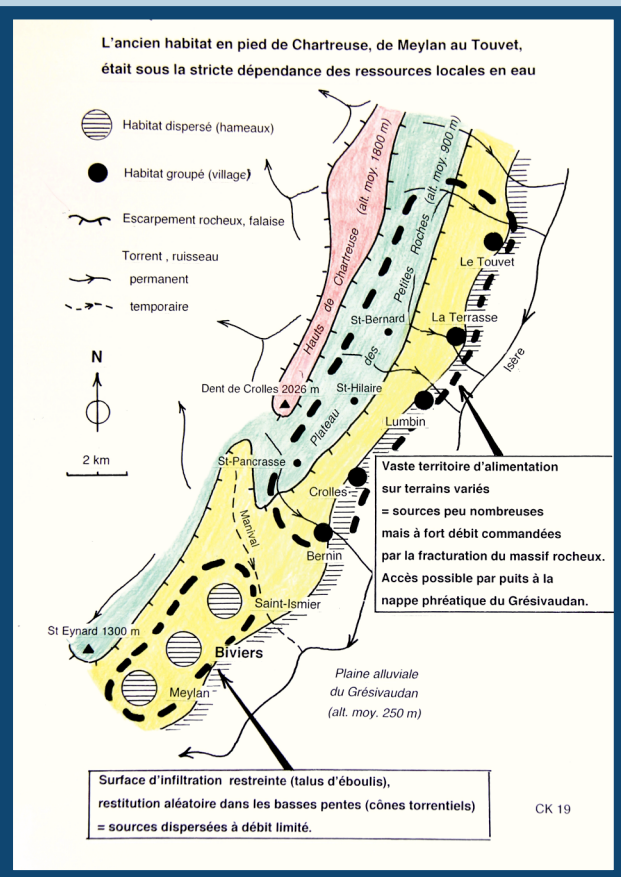 L'ancien habitat en pied de Chartreuse, de Meylan au Touvet,
était sous la stricte dépendance des ressources locales en eau
Habitat dispersé (hameaux)
Habitat groupé (village)
Escarpement rocheux, falaise
Torrent , ruisseau
permanent
temporaire
N
2 km
Hauts de Chartreuse (alt. moy. 1800 m)
Plateau des Petites Roches (alt. moy. 900 m)
Le Touvet
La Terrasse
St-Bernard
Isère
Dent de Crolles 2026 m
St-Hilaire
Lumbin
St-Pancrasse
Crolles
Manival
Bernin
Vaste territoire d'alimentation
sur terrains variés
= sources peu nombreuses
mais à fort débit commandées
par la fracturation du massif rocheux.
Accès possible par puits à la
nappe phréatique du Grésivaudan.
Saint-Ismier
St Eynard 1300 m
Biviers
Meylan
Plaine alluviale
du Grésivaudan
(alt. moy. 250 m)
Surface d'infiltration restreinte (talus d'éboulis),
restitution aléatoire dans les basses pentes (cônes torrentiels)
= sources dispersées à débit limité.
CK 19